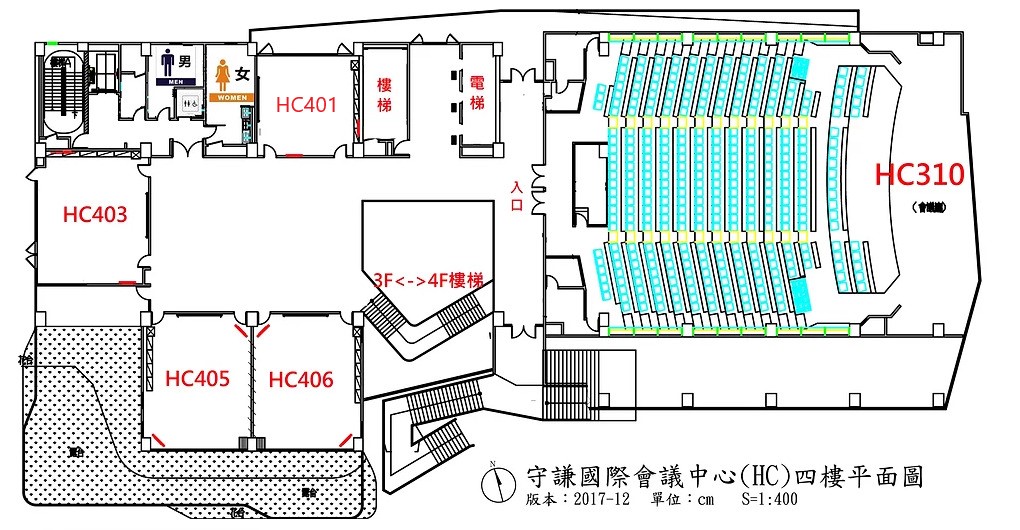 男
MEN
女
WOMEN
HC401
樓梯
電梯
HC403
入口
HC310
(會議廳)
3F<->4F樓梯
HC405
HC406
花台
露台
露台
花台
N
守謙國際會議中心(HC)四樓平面圖
版本：2017-12 單位：cm S=1:400